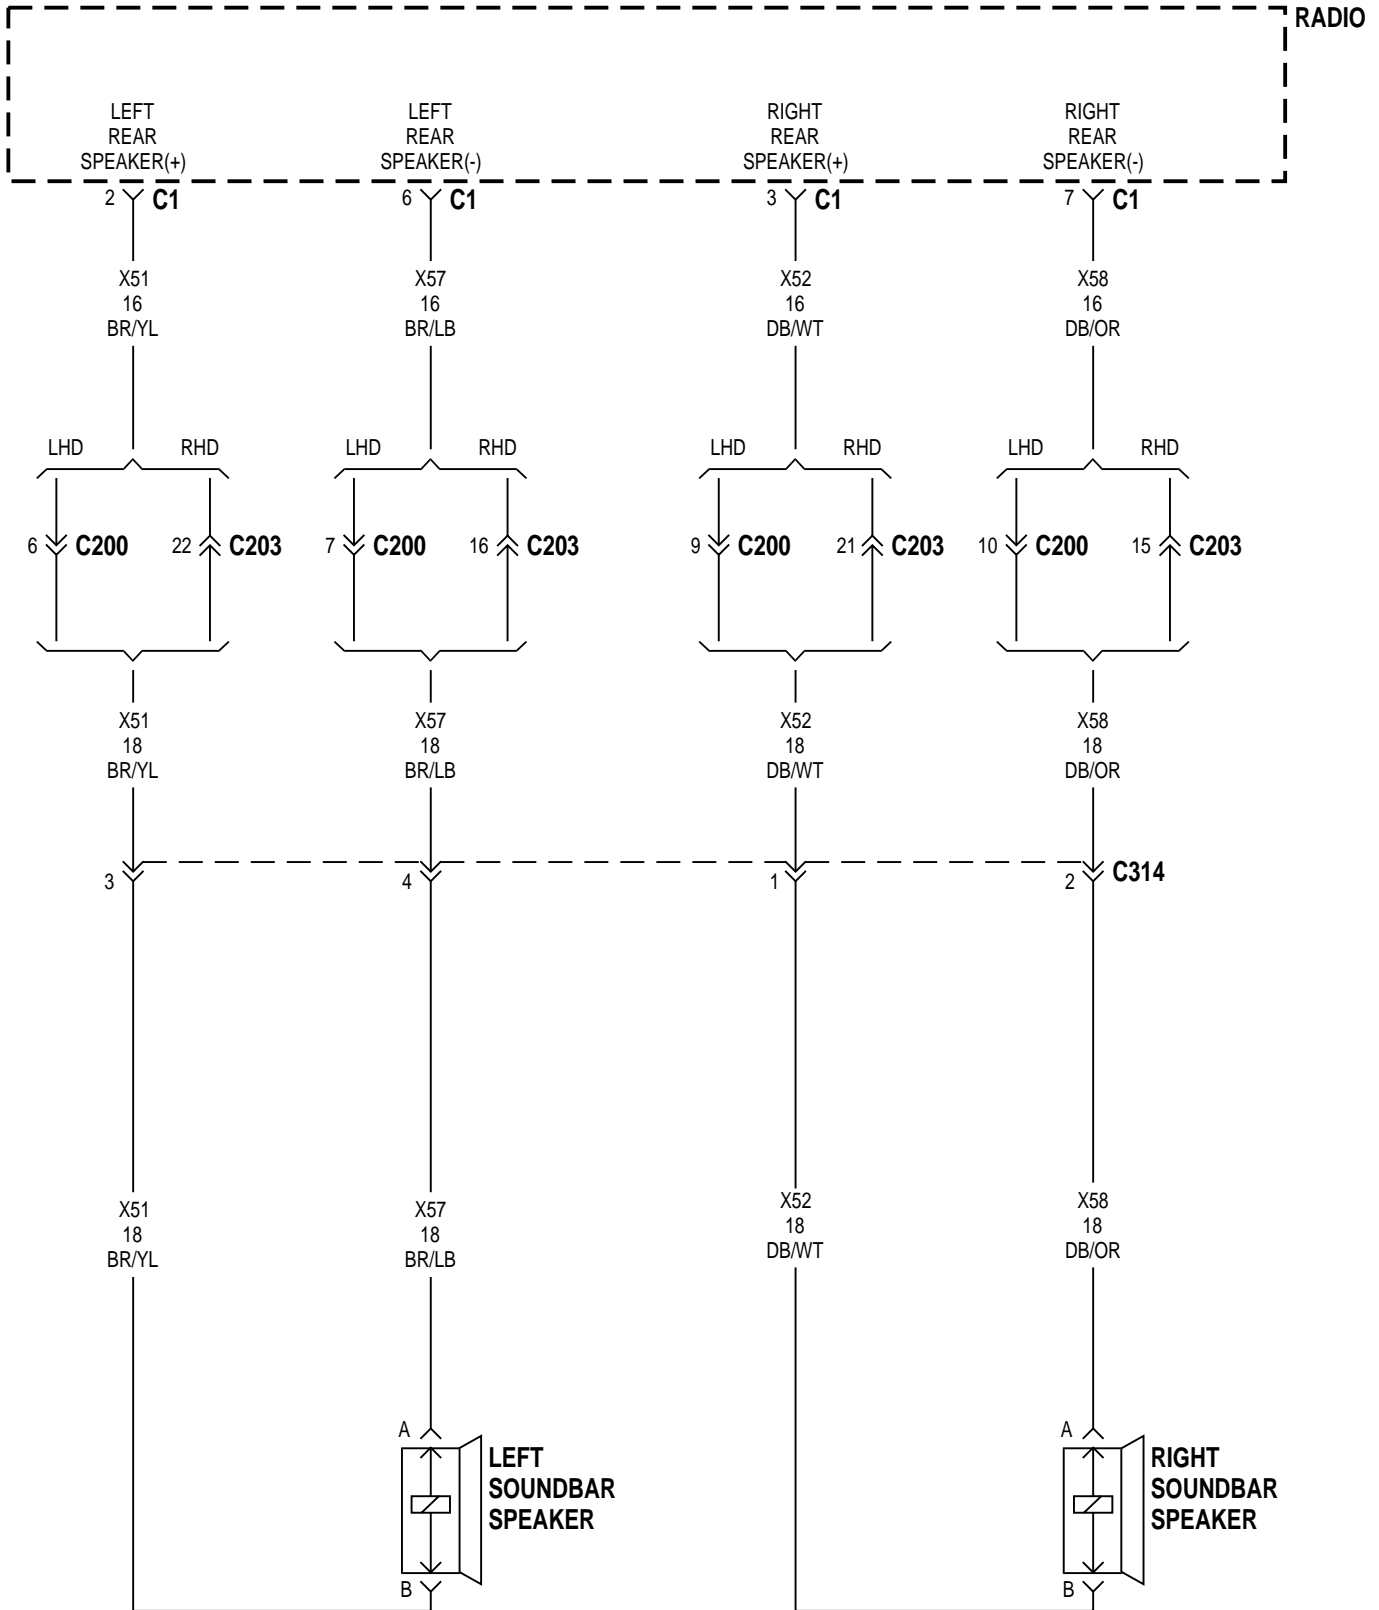 RADIO
LEFT
REAR
SPEAKER(+)
LEFT
REAR
SPEAKER(-)
RIGHT
REAR
SPEAKER(+)
RIGHT
REAR
SPEAKER(-)
2 C1
6 C1
3 C1
7 C1
X51
16
BR/YL
X57
16
BR/LB
X52
16
DB/WT
X58
16
DB/OR
LHD RHD
LHD RHD
LHD RHD
LHD RHD
6 C200 22 C203
7 C200 16 C203
9 C200 21 C203
10 C200 15 C203
X51
18
BR/YL
X57
18
BR/LB
X52
18
DB/WT
X58
18
DB/OR
3
4
1
2 C314
X51
18
BR/YL
X57
18
BR/LB
X52
18
DB/WT
X58
18
DB/OR
A
LEFT
SOUNDBAR
SPEAKER
B
A
RIGHT
SOUNDBAR
SPEAKER
B